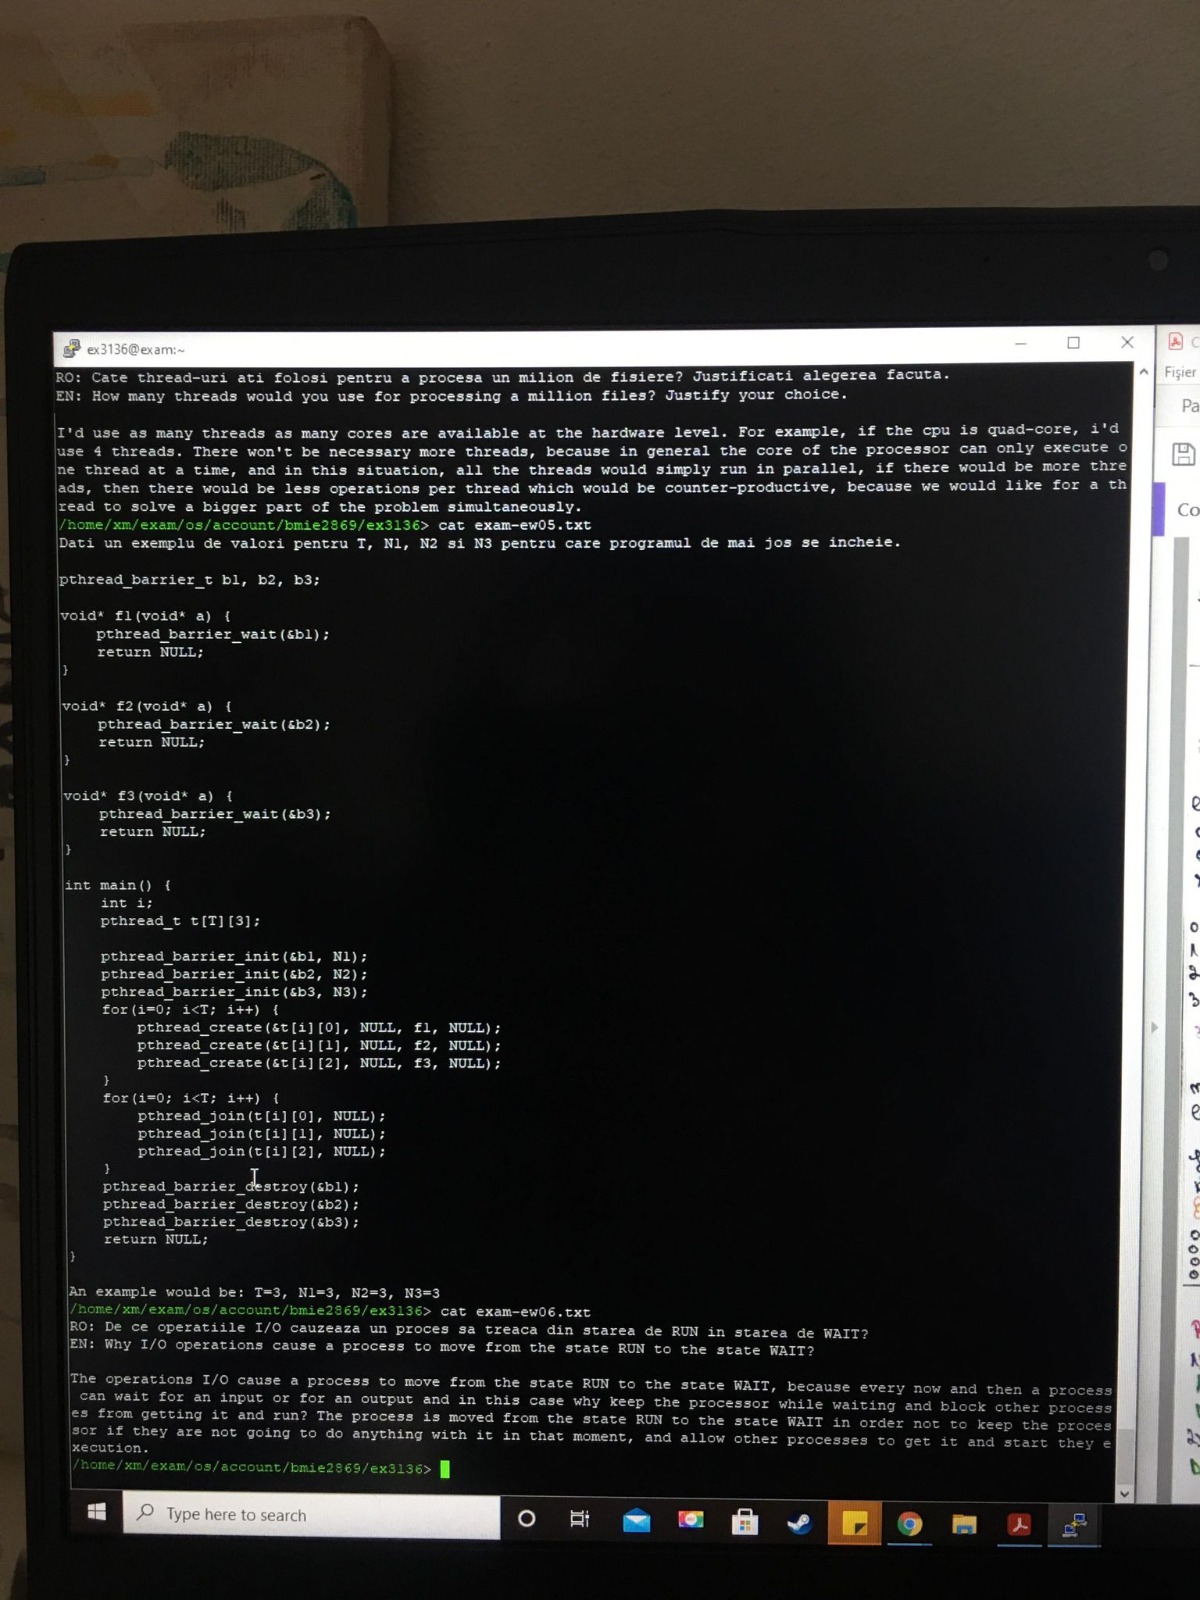 ex3136@exam:~
RO: Cate thread-uri ati folosi pentru a procesa un milion de fisiere? Justificati alegerea facuta.
EN: How many threads would you use for processing a million files? Justify your choice.
I'd use as many threads as many cores are available at the hardware level. For example, if the cpu is quad-core, i'd
use 4 threads. There won't be necessary more threads, because in general the core of the processor can only execute o
ne thread at a time, and in this situation, all the threads would simply run in parallel, if there would be more thre
ads, then there would be less operations per thread which would be counter-productive, because we would like for a th
read to solve a bigger part of the problem simultaneously.
/home/xm/exam/os/account/bmie2869/ex3136> cat exam-ew05.txt
Dati un exemplu de valori pentru T, N1, N2 si N3 pentru care programul de mai jos se incheie.
pthread_barrier_t b1, b2, b3;
void* f1(void* a) {
    pthread_barrier_wait(&b1);
    return NULL;
}
void* f2(void* a) {
    pthread_barrier_wait(&b2);
    return NULL;
}
void* f3(void* a) {
    pthread_barrier_wait(&b3);
    return NULL;
}
int main() {
    int i;
    pthread_t t[T][3];
    pthread_barrier_init(&b1, N1);
    pthread_barrier_init(&b2, N2);
    pthread_barrier_init(&b3, N3);
    for(i=0; i<T; i++) {
        pthread_create(&t[i][0], NULL, f1, NULL);
        pthread_create(&t[i][1], NULL, f2, NULL);
        pthread_create(&t[i][2], NULL, f3, NULL);
    }
    for(i=0; i<T; i++) {
        pthread_join(t[i][0], NULL);
        pthread_join(t[i][1], NULL);
        pthread_join(t[i][2], NULL);
    }
    pthread_barrier_destroy(&b1);
    pthread_barrier_destroy(&b2);
    pthread_barrier_destroy(&b3);
    return NULL;
}
An example would be: T=3, N1=3, N2=3, N3=3
/home/xm/exam/os/account/bmie2869/ex3136> cat exam-ew06.txt
RO: De ce operatiile I/O cauzeaza un proces sa treaca din starea de RUN in starea de WAIT?
EN: Why I/O operations cause a process to move from the state RUN to the state WAIT?
The operations I/O cause a process to move from the state RUN to the state WAIT, because every now and then a process
can wait for an input or for an output and in this case why keep the processor while waiting and block other process
es from getting it and run? The process is moved from the state RUN to the state WAIT in order not to keep the proces
sor if they are not going to do anything with it in that moment, and allow other processes to get it and start they e
xecution.
/home/xm/exam/os/account/bmie2869/ex3136>
Fișier
Pa
Co
Type here to search